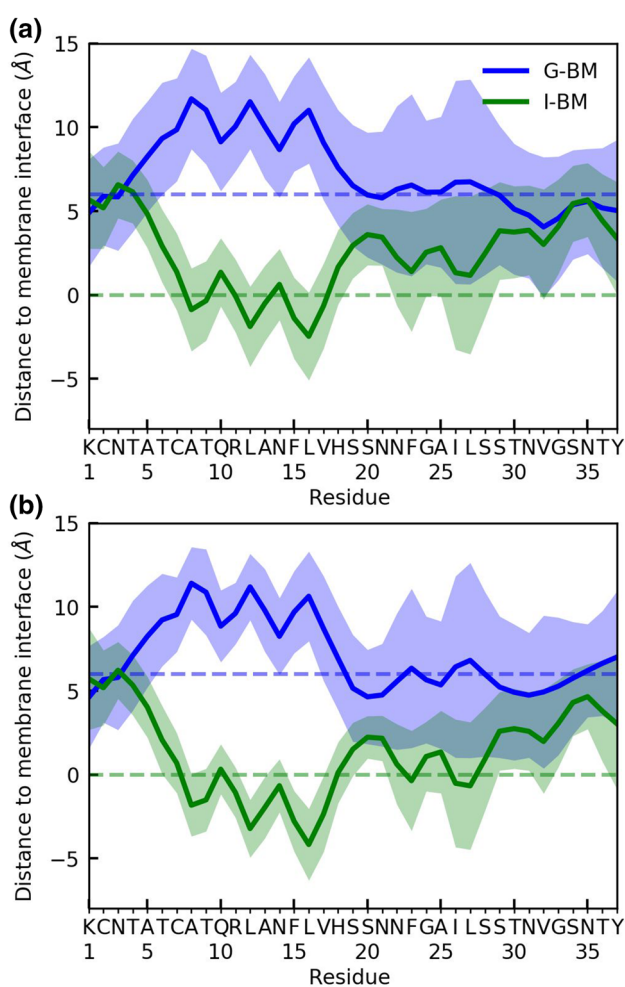 (a)
Distance to membrane interface (Å)
15
10
5
0
−5
G-BM
I-BM
KCNTATCATQRLANFLVHSSNNFGAILSSTNVGSNTY
1 5 10 15 20 25 30 35
Residue
(b)
Distance to membrane interface (Å)
15
10
5
0
−5
KCNTATCATQRLANFLVHSSNNFGAILSSTNVGSNTY
1 5 10 15 20 25 30 35
Residue